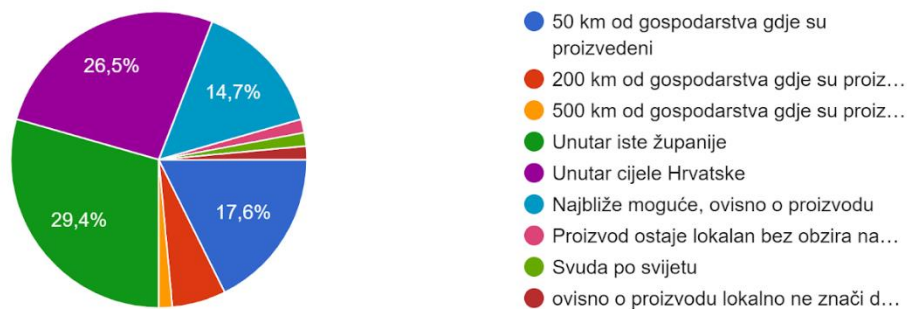 26,5%
14,7%
29,4%
17,6%
50 km od gospodarstva gdje su
proizvedeni
200 km od gospodarstva gdje su proiz…
500 km od gospodarstva gdje su proiz…
Unutar iste županije
Unutar cijele Hrvatske
Najbliže moguće, ovisno o proizvodu
Proizvod ostaje lokalan bez obzira na…
Svuda po svijetu
ovisno o proizvodu lokalno ne znači d…